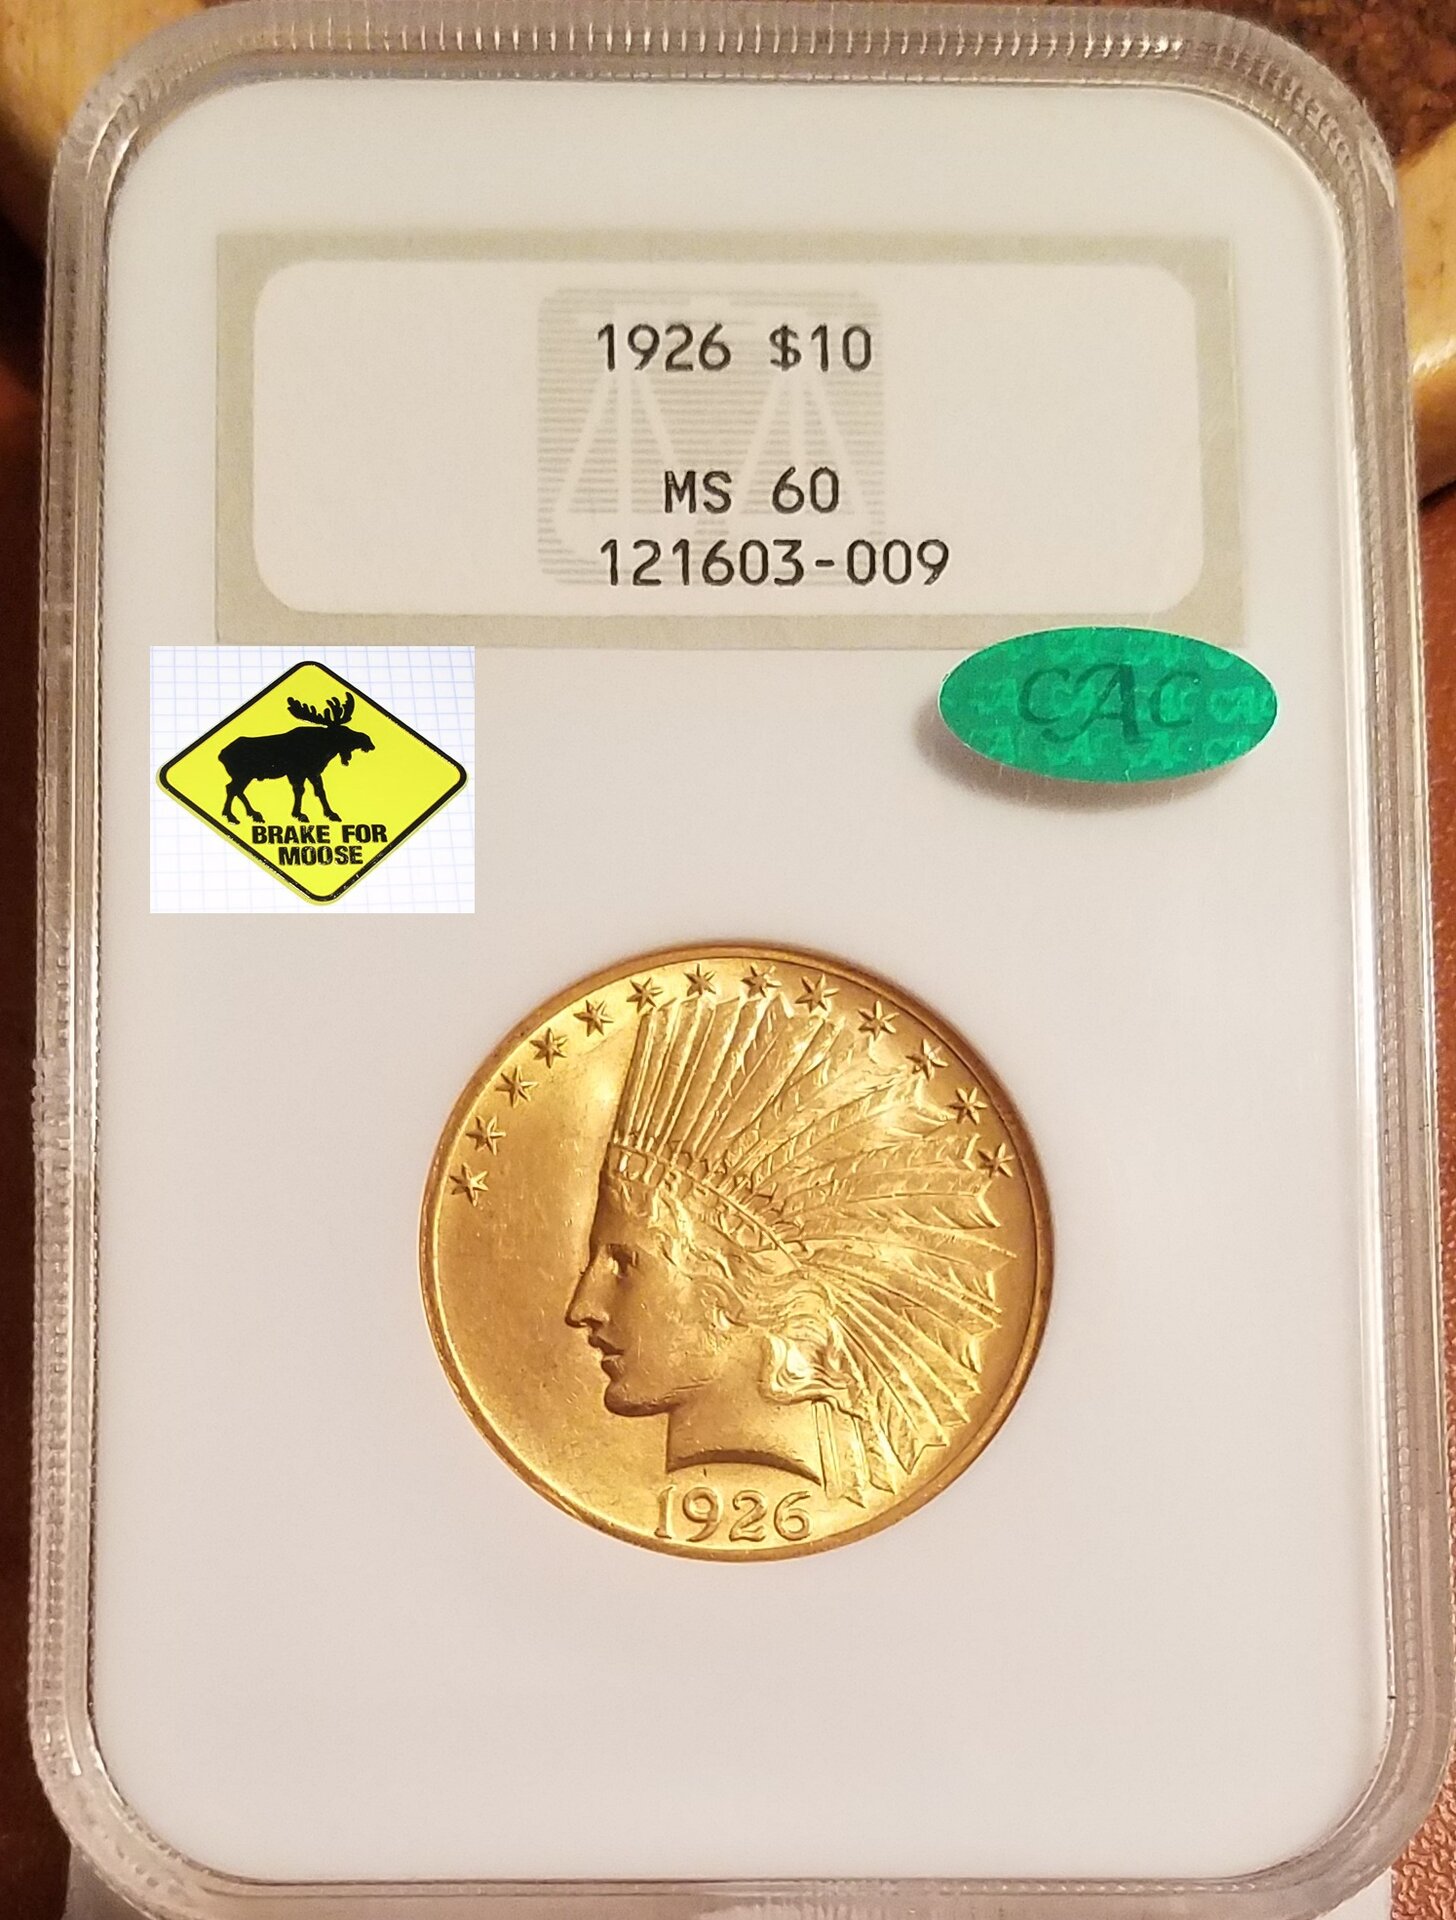 1926 $10
MS 60
121603-009
CAC
BRAKE FOR
MOOSE
1926